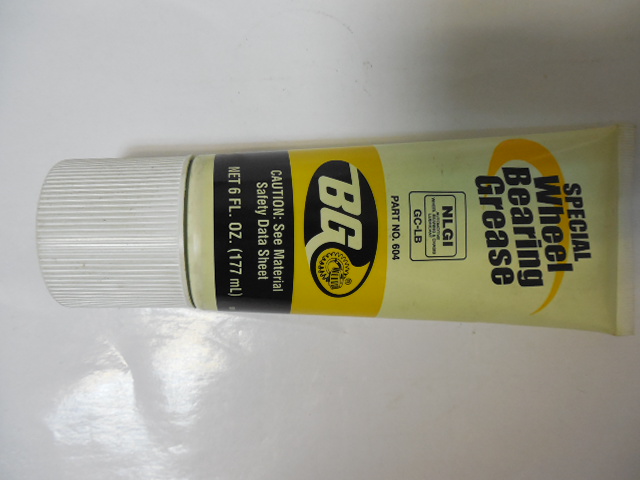 SPECIAL
Wheel
Bearing
Grease
NLGI
GC-LB
PART NO. 604
BG®
CAUTION: See Material
Safety Data Sheet
NET 6 FL. OZ. (177 mL)